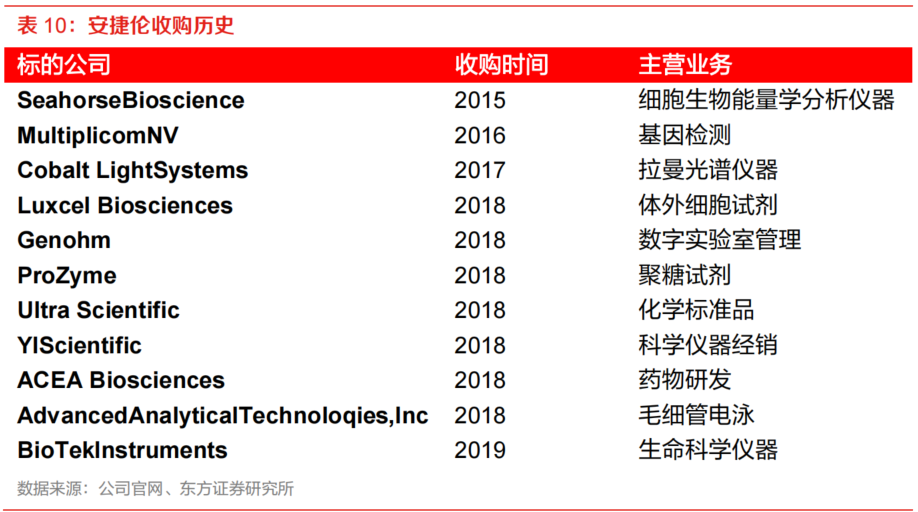 表 10：安捷伦收购历史
标的公司 收购时间 主营业务
SeahorseBioscience 2015 细胞生物能量学分析仪器
MultiplicomNV 2016 基因检测
Cobalt LightSystems 2017 拉曼光谱仪器
Luxcel Biosciences 2018 体外细胞试剂
Genohm 2018 数字实验室管理
ProZyme 2018 聚糖试剂
Ultra Scientific 2018 化学标准品
YIScientific 2018 科学仪器经销
ACEA Biosciences 2018 药物研发
AdvancedAnalyticalTechnoloqies,Inc 2018 毛细管电泳
BioTekInstruments 2019 生命科学仪器
数据来源：公司官网、东方证券研究所